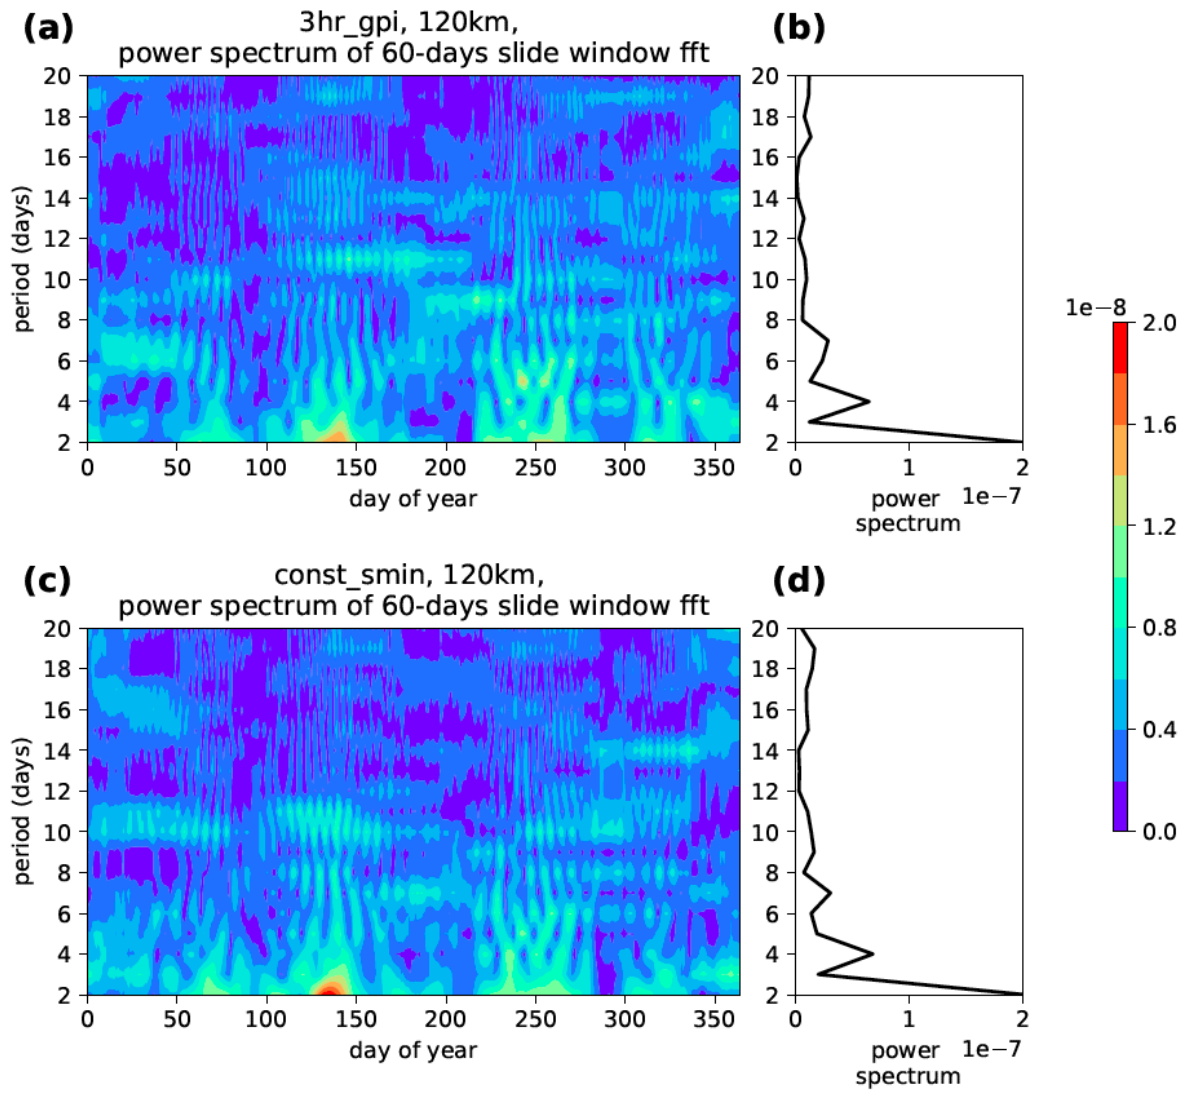 (a)
3hr_gpi, 120km,
power spectrum of 60-days slide window fft
(b)
20
18
16
14
12
10
8
6
4
2
period (days)
0 50 100 150 200 250 300 350
day of year
20
18
16
14
12
10
8
6
4
2
0 1 2
1e−7
power
spectrum
1e−8
2.0
1.6
1.2
0.8
0.4
0.0
(c)
const_smin, 120km,
power spectrum of 60-days slide window fft
(d)
20
18
16
14
12
10
8
6
4
2
period (days)
0 50 100 150 200 250 300 350
day of year
20
18
16
14
12
10
8
6
4
2
0 1 2
1e−7
power
spectrum